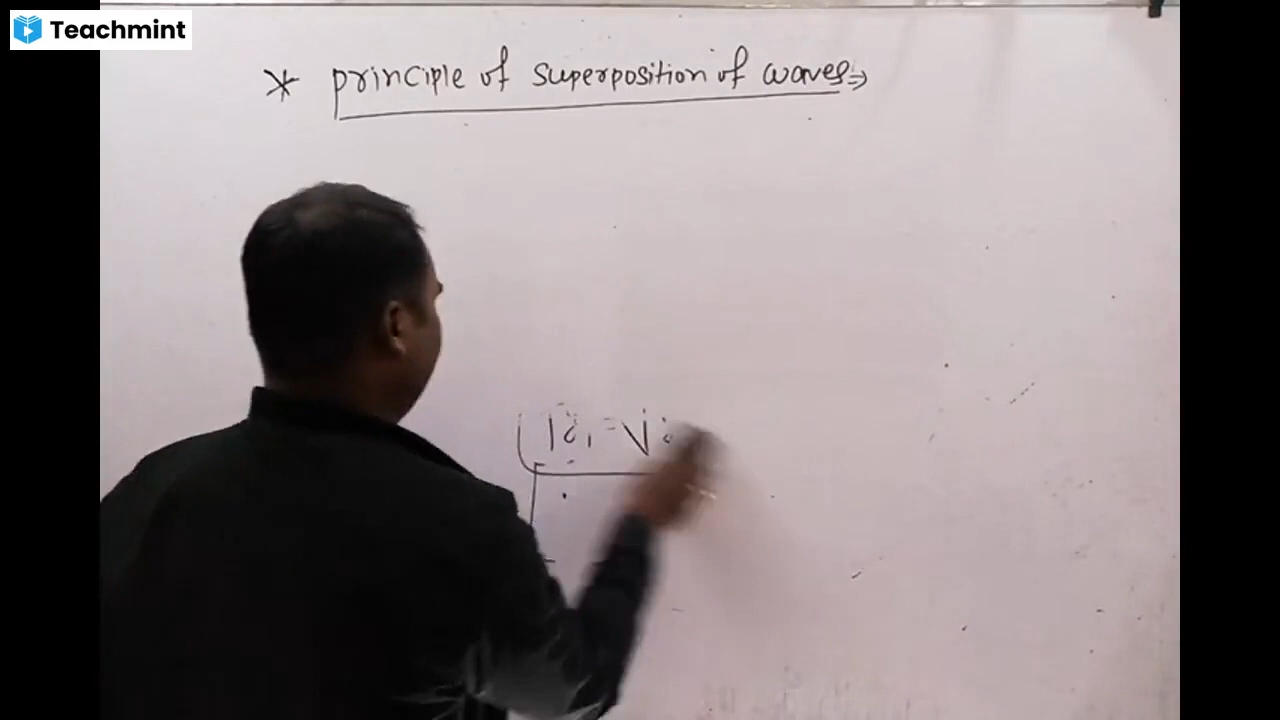 Teachmint
* principle of superposition of waves ⇒